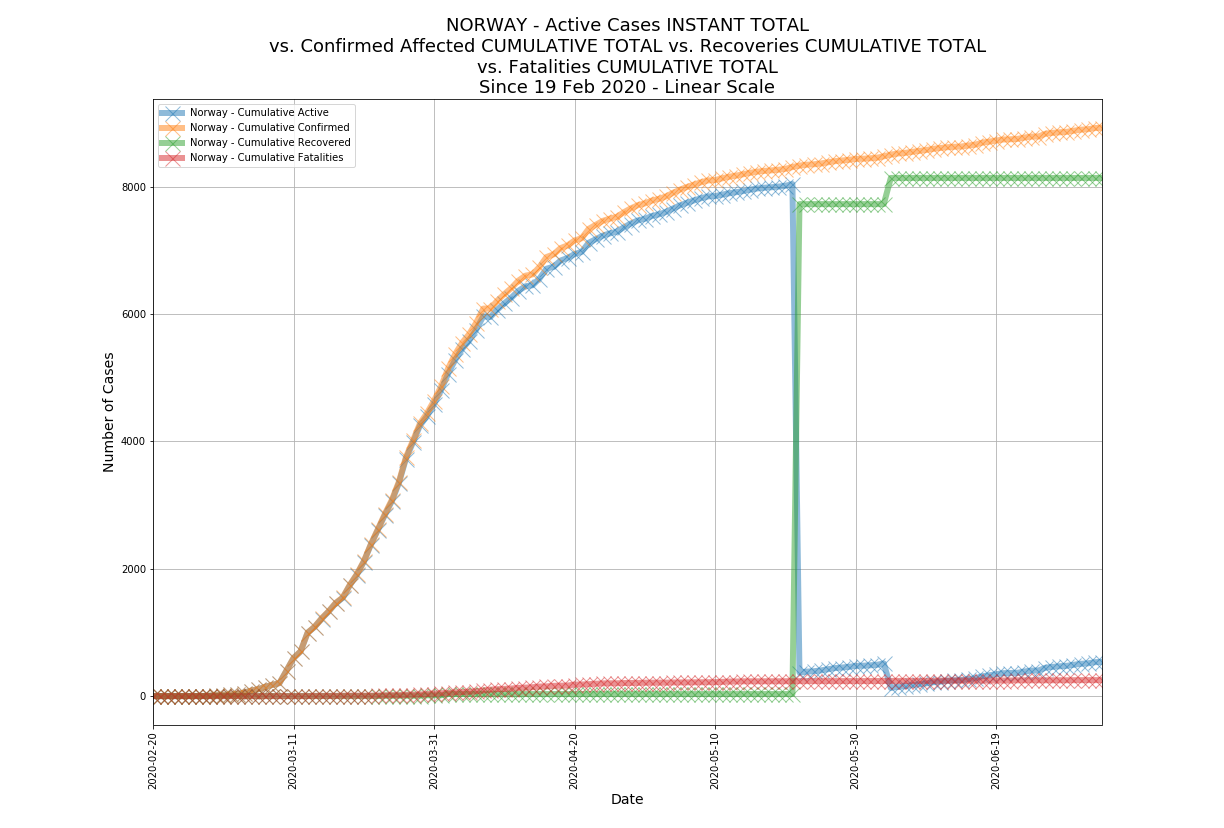 NORWAY - Active Cases INSTANT TOTAL
vs. Confirmed Affected CUMULATIVE TOTAL vs. Recoveries CUMULATIVE TOTAL
vs. Fatalities CUMULATIVE TOTAL
Since 19 Feb 2020 - Linear Scale
Norway - Cumulative Active
Norway - Cumulative Confirmed
Norway - Cumulative Recovered
Norway - Cumulative Fatalities
Number of Cases
8000
6000
4000
2000
0
2020-02-20
2020-03-11
2020-03-31
2020-04-20
2020-05-10
2020-05-30
2020-06-19
Date